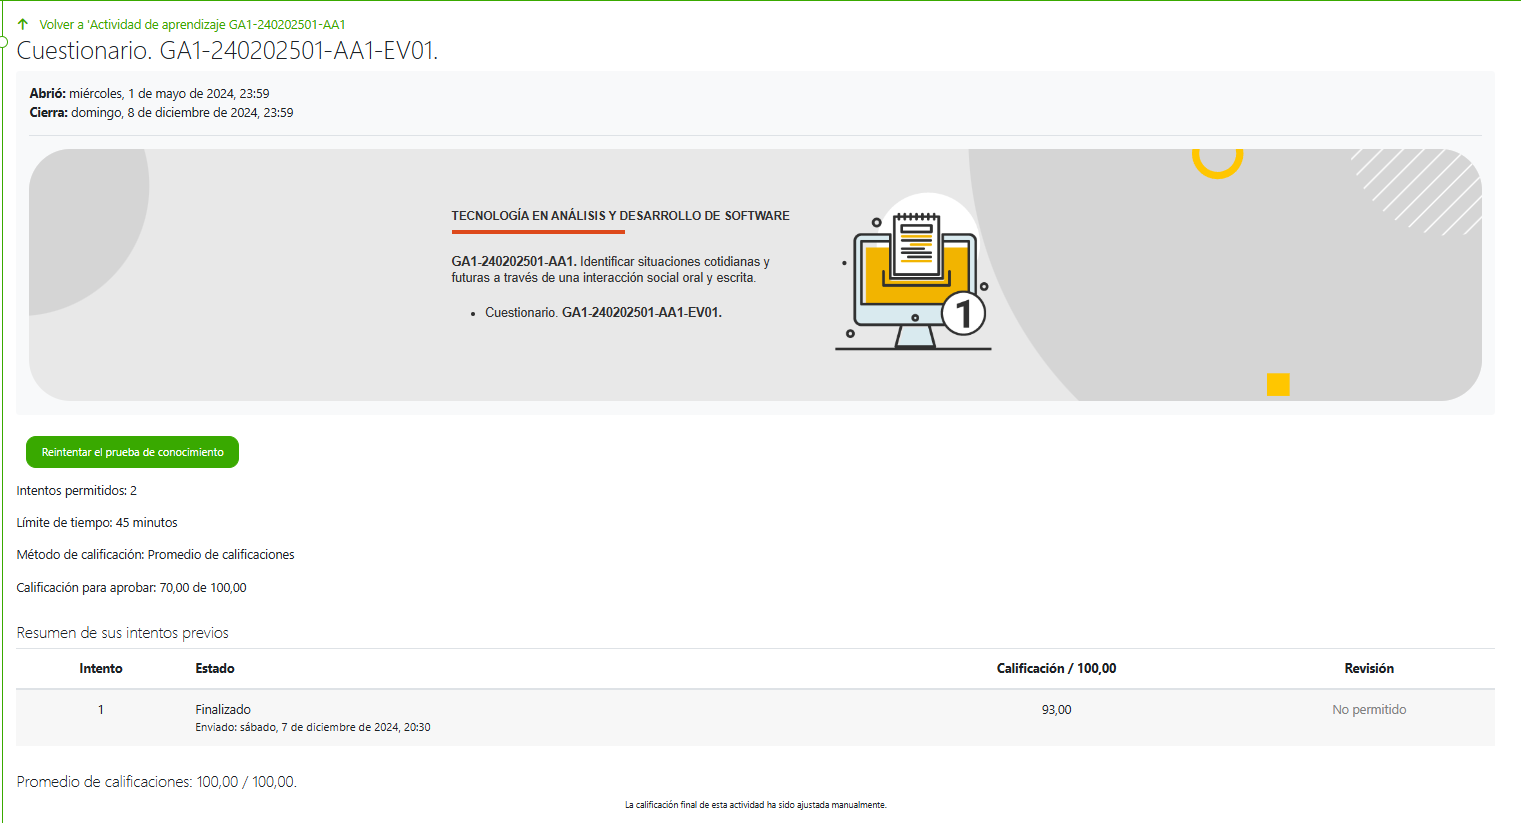 Volver a 'Actividad de aprendizaje GA1-240202501-AA1
Cuestionario. GA1-240202501-AA1-EV01.
Abrió: miércoles, 1 de mayo de 2024, 23:59
Cierra: domingo, 8 de diciembre de 2024, 23:59
TECNOLOGÍA EN ANÁLISIS Y DESARROLLO DE SOFTWARE
GA1-240202501-AA1. Identificar situaciones cotidianas y
futuras a través de una interacción social oral y escrita.
• Cuestionario. GA1-240202501-AA1-EV01.
1
Reintentar el prueba de conocimiento
Intentos permitidos: 2
Límite de tiempo: 45 minutos
Método de calificación: Promedio de calificaciones
Calificación para aprobar: 70,00 de 100,00
Resumen de sus intentos previos
Intento Estado Calificación / 100,00 Revisión
1 Finalizado 93,00 No permitido
Enviado: sábado, 7 de diciembre de 2024, 20:30
Promedio de calificaciones: 100,00 / 100,00.
La calificación final de esta actividad ha sido ajustada manualmente.